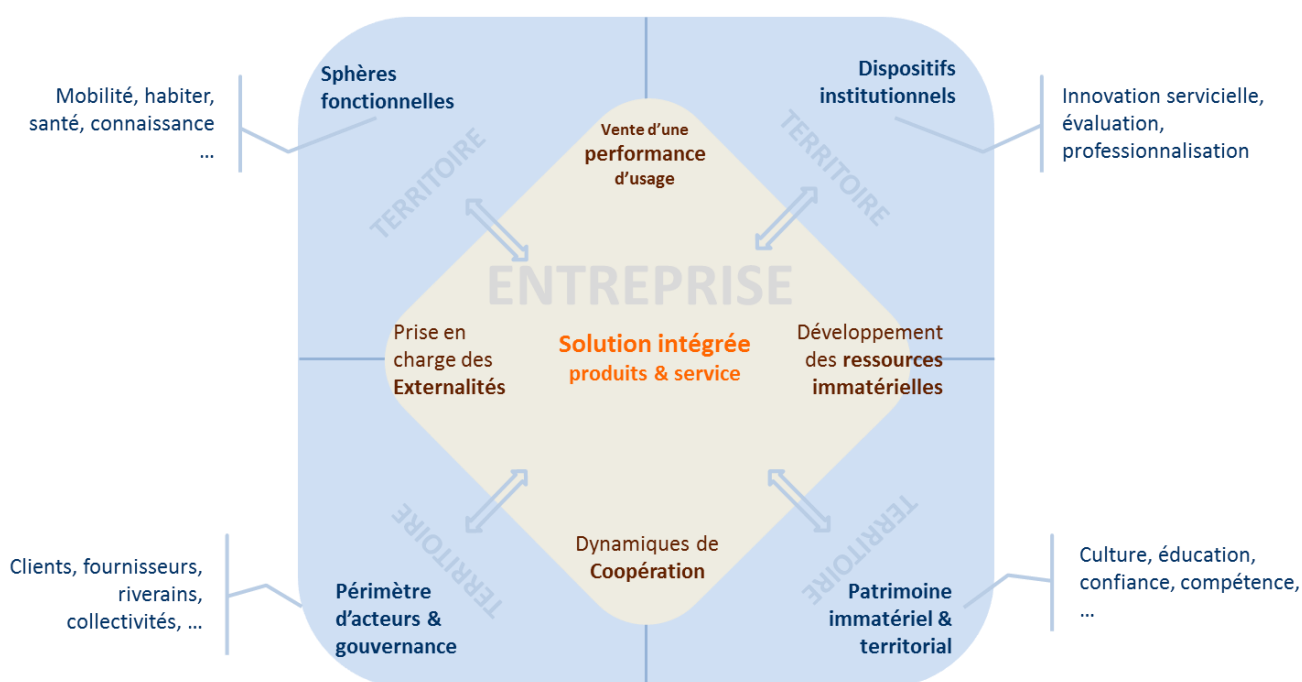 Sphères
fonctionnelles
Dispositifs
institutionnels
Mobilité, habiter,
santé, connaissance
...
Innovation servicielle,
évaluation,
professionnalisation
TERRITOIRE
TERRITOIRE
Vente d'une
performance
d'usage
ENTREPRISE
Prise en
charge des
Externalités
Solution intégrée
produits & service
Développement
des ressources
immatérielles
TERRITOIRE
TERRITOIRE
Dynamiques de
Coopération
Clients, fournisseurs,
riverains,
collectivités, ...
Périmètre
d'acteurs &
gouvernance
Patrimoine
immatériel &
territorial
Culture, éducation,
confiance, compétence,
...